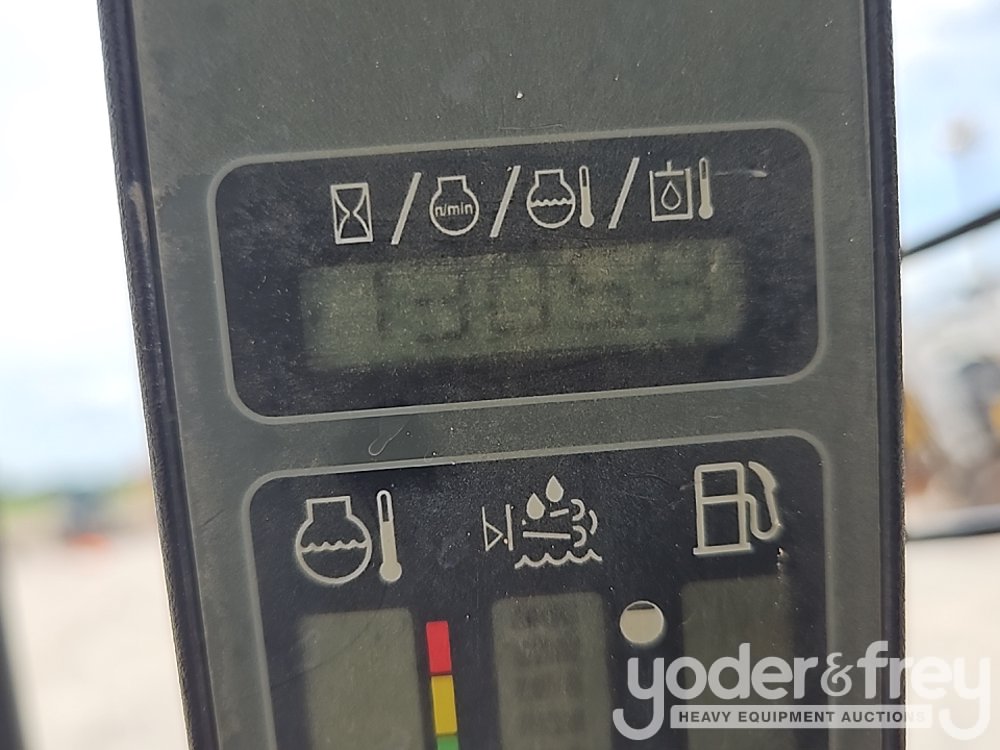 n/min
yoder&frey
HEAVY EQUIPMENT AUCTIONS